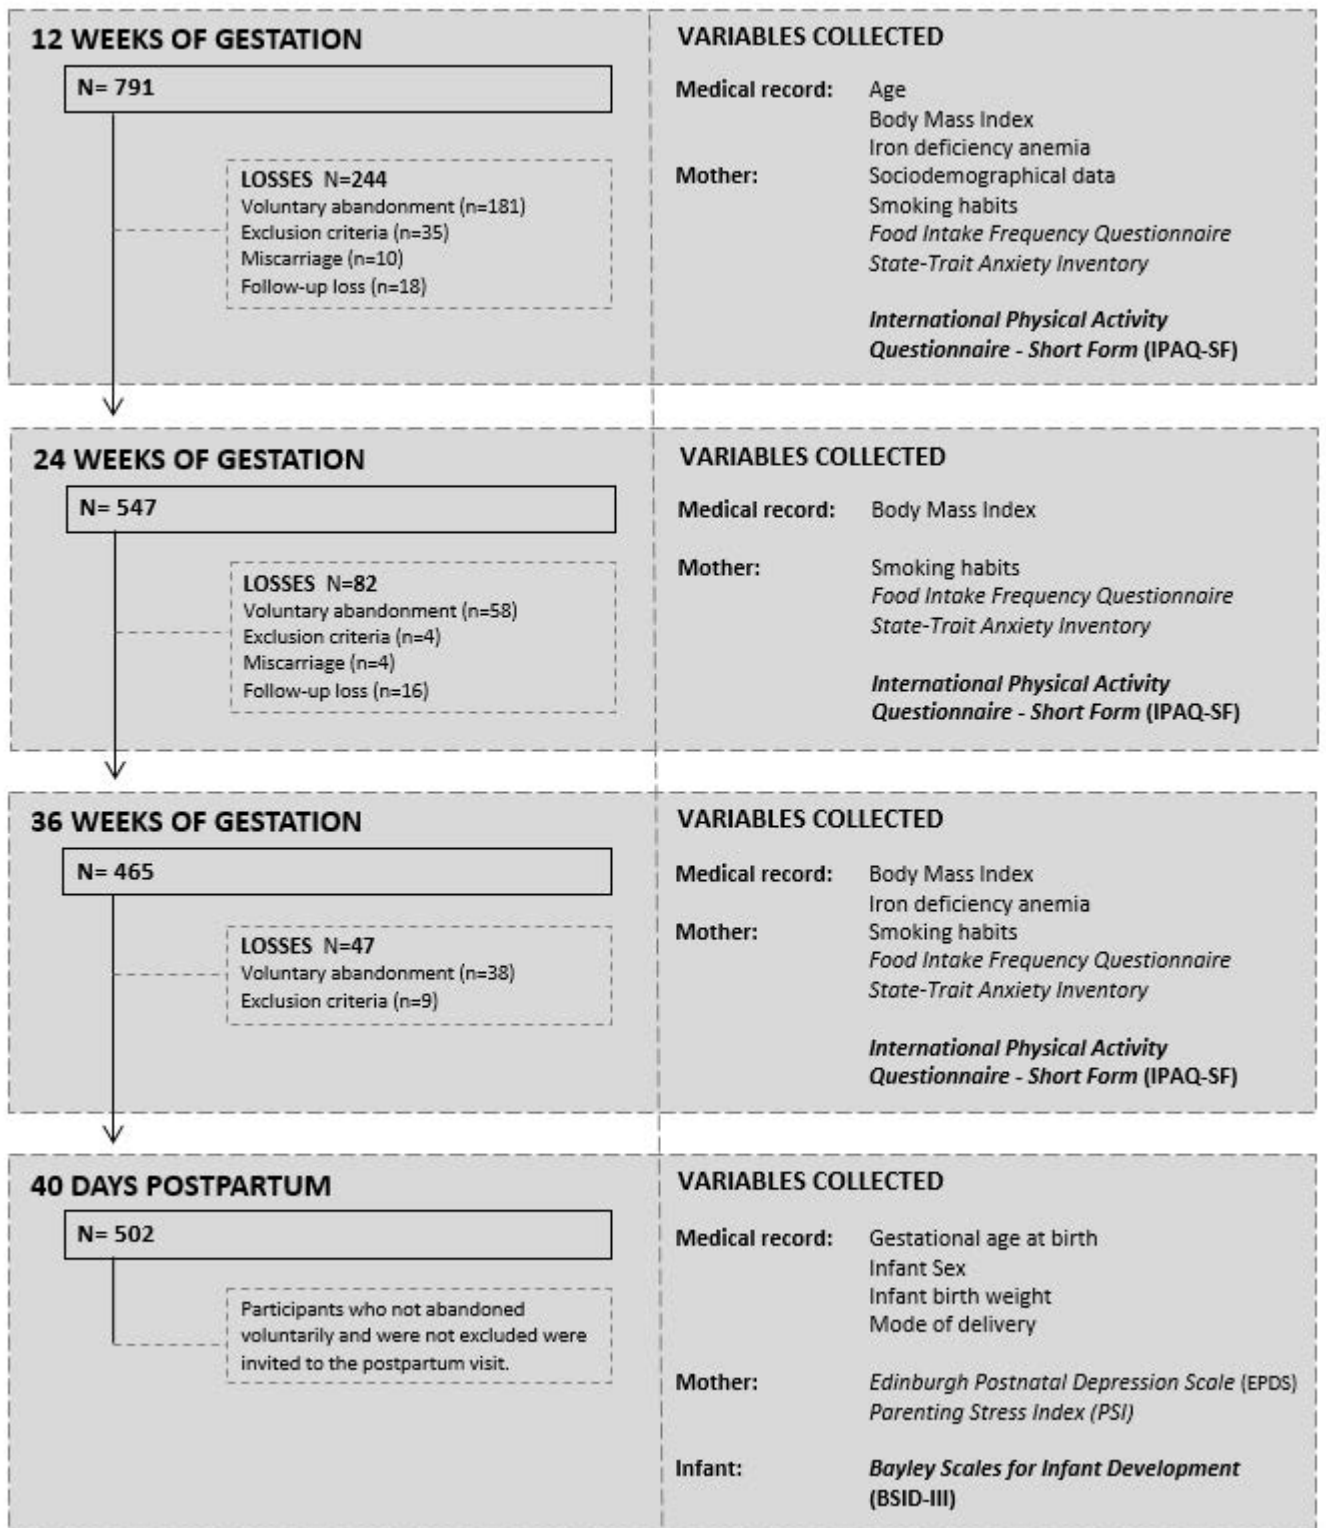 12 WEEKS OF GESTATION
N= 791
LOSSES N=244
Voluntary abandonment (n=181)
Exclusion criteria (n=35)
Miscarriage (n=10)
Follow-up loss (n=18)
VARIABLES COLLECTED
Medical record: Age
Body Mass Index
Iron deficiency anemia
Mother: Sociodemographical data
Smoking habits
Food Intake Frequency Questionnaire
State-Trait Anxiety Inventory
International Physical Activity
Questionnaire - Short Form (IPAQ-SF)
24 WEEKS OF GESTATION
N= 547
LOSSES N=82
Voluntary abandonment (n=58)
Exclusion criteria (n=4)
Miscarriage (n=4)
Follow-up loss (n=16)
VARIABLES COLLECTED
Medical record: Body Mass Index
Mother: Smoking habits
Food Intake Frequency Questionnaire
State-Trait Anxiety Inventory
International Physical Activity
Questionnaire - Short Form (IPAQ-SF)
36 WEEKS OF GESTATION
N= 465
LOSSES N=47
Voluntary abandonment (n=38)
Exclusion criteria (n=9)
VARIABLES COLLECTED
Medical record: Body Mass Index
Iron deficiency anemia
Mother: Smoking habits
Food Intake Frequency Questionnaire
State-Trait Anxiety Inventory
International Physical Activity
Questionnaire - Short Form (IPAQ-SF)
40 DAYS POSTPARTUM
N= 502
Participants who not abandoned
voluntarily and were not excluded were
invited to the postpartum visit.
VARIABLES COLLECTED
Medical record: Gestational age at birth
Infant Sex
Infant birth weight
Mode of delivery
Mother: Edinburgh Postnatal Depression Scale (EPDS)
Parenting Stress Index (PSI)
Infant: Bayley Scales for Infant Development
(BSID-III)